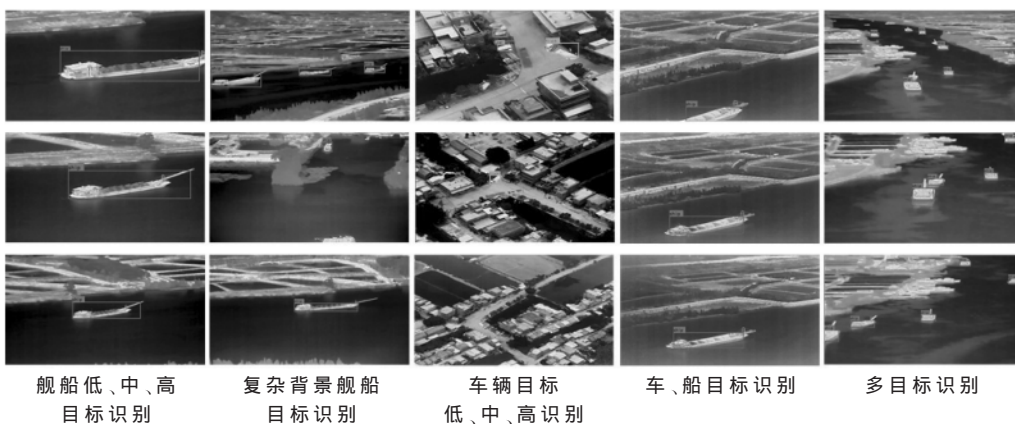 舰船低、中、高
目标识别
复杂背景舰船
目标识别
车辆目标
低、中、高识别
车、船目标识别
多目标识别